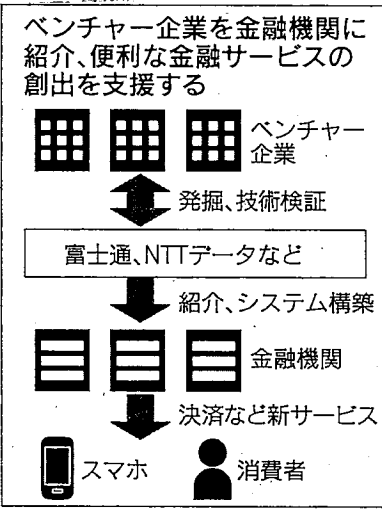 ベンチャー企業を金融機関に
紹介、便利な金融サービスの
創出を支援する
ベンチャー
企業
発掘、技術検証
富士通、NTTデータなど
紹介、システム構築
金融機関
決済など新サービス
スマホ
消費者